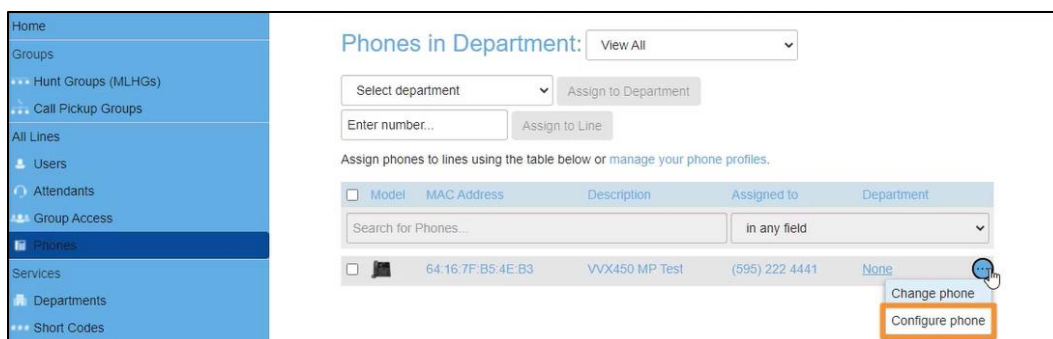 Home
Groups
Hunt Groups (MLHGs)
Call Pickup Groups
All Lines
Users
Attendants
Group Access
Phones
Services
Departments
Short Codes
Phones in Department: View All
Select department Assign to Department
Enter number... Assign to Line
Assign phones to lines using the table below or manage your phone profiles.
Model MAC Address Description Assigned to Department
Search for Phones... in any field
64:16:7F:B5:4E:B3 VVX450 MP Test (595) 222 4441 None
Change phone
Configure phone